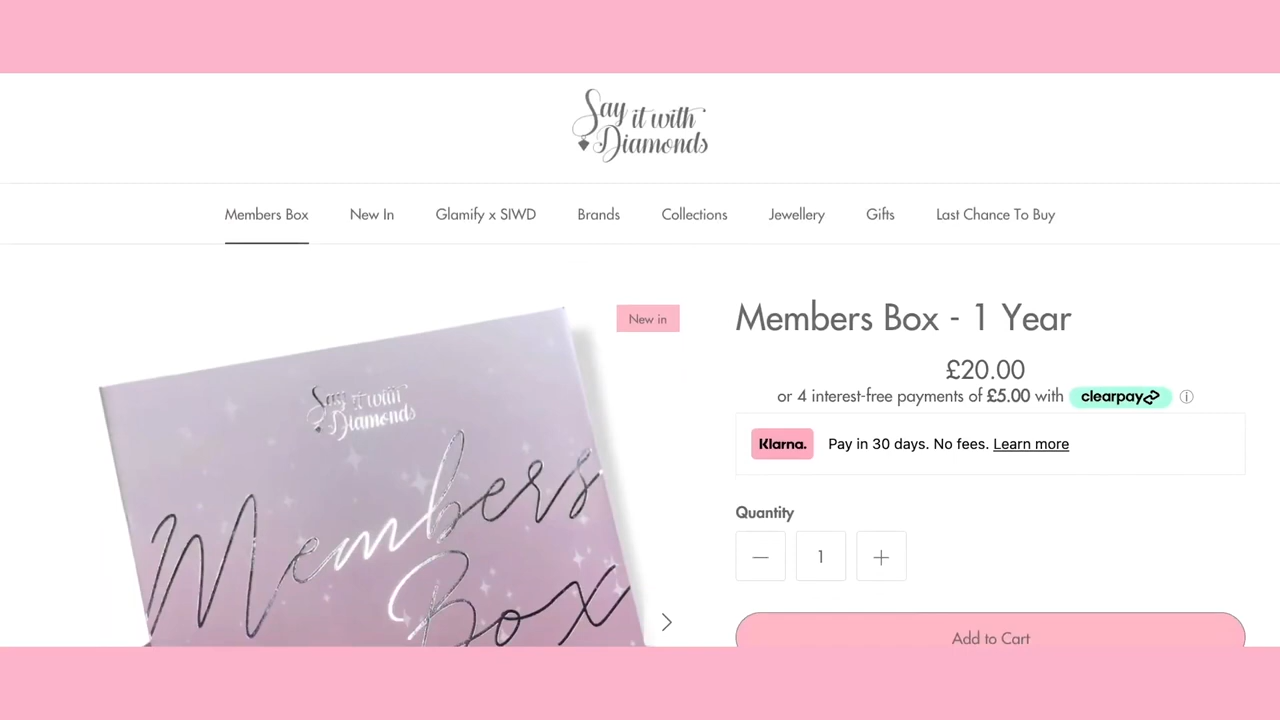 Say it with
Diamonds
Members Box
New In
Glamify x SIWD
Brands
Collections
Jewellery
Gifts
Last Chance To Buy
New in
Say it with
Diamonds
Members
Box
Members Box - 1 Year
£20.00
or 4 interest-free payments of £5.00 with clearpay
Klarna. Pay in 30 days. No fees. Learn more
Quantity
1
Add to Cart